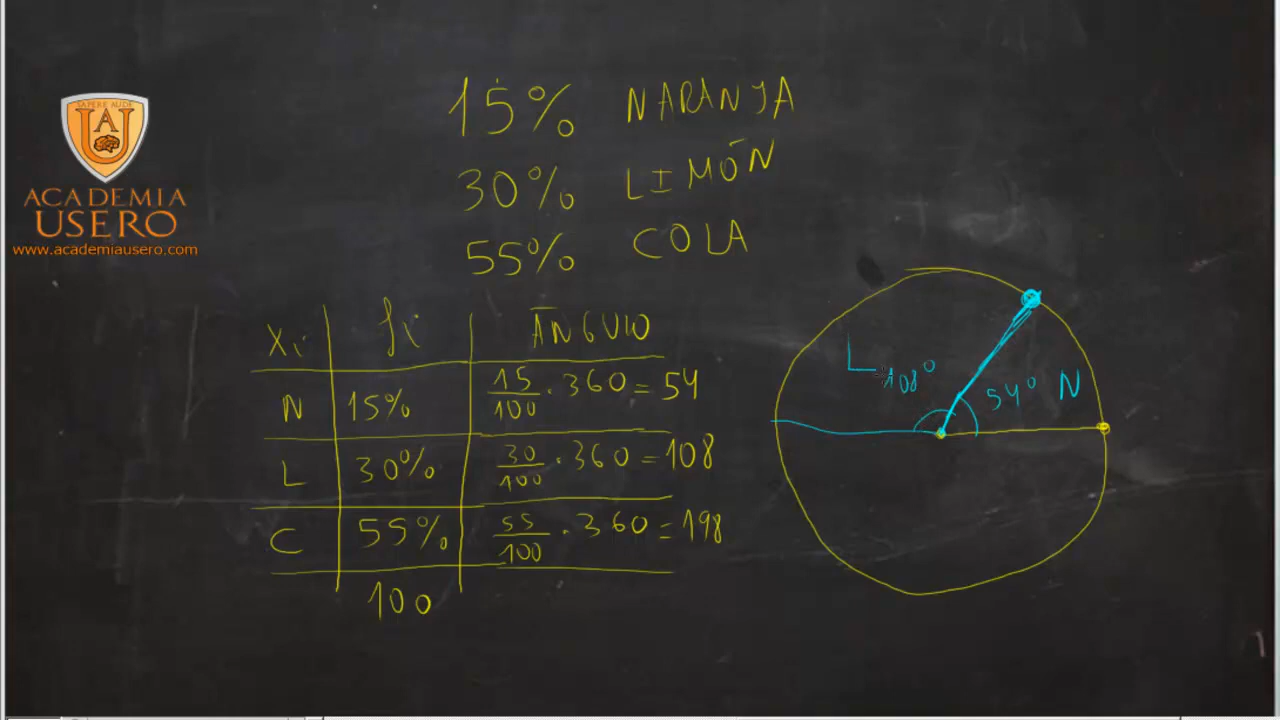 SAPERE AUDE
UA
ACADEMIA
USERO
www.academiausero.com
15% NARANJA
30% LIMÓN
55% COLA
Xi fi ÁNGULO
N 15% 15/100 · 360 = 54
L 30% 30/100 · 360 = 108
C 55% 55/100 · 360 = 198
100
L 108°
54° N